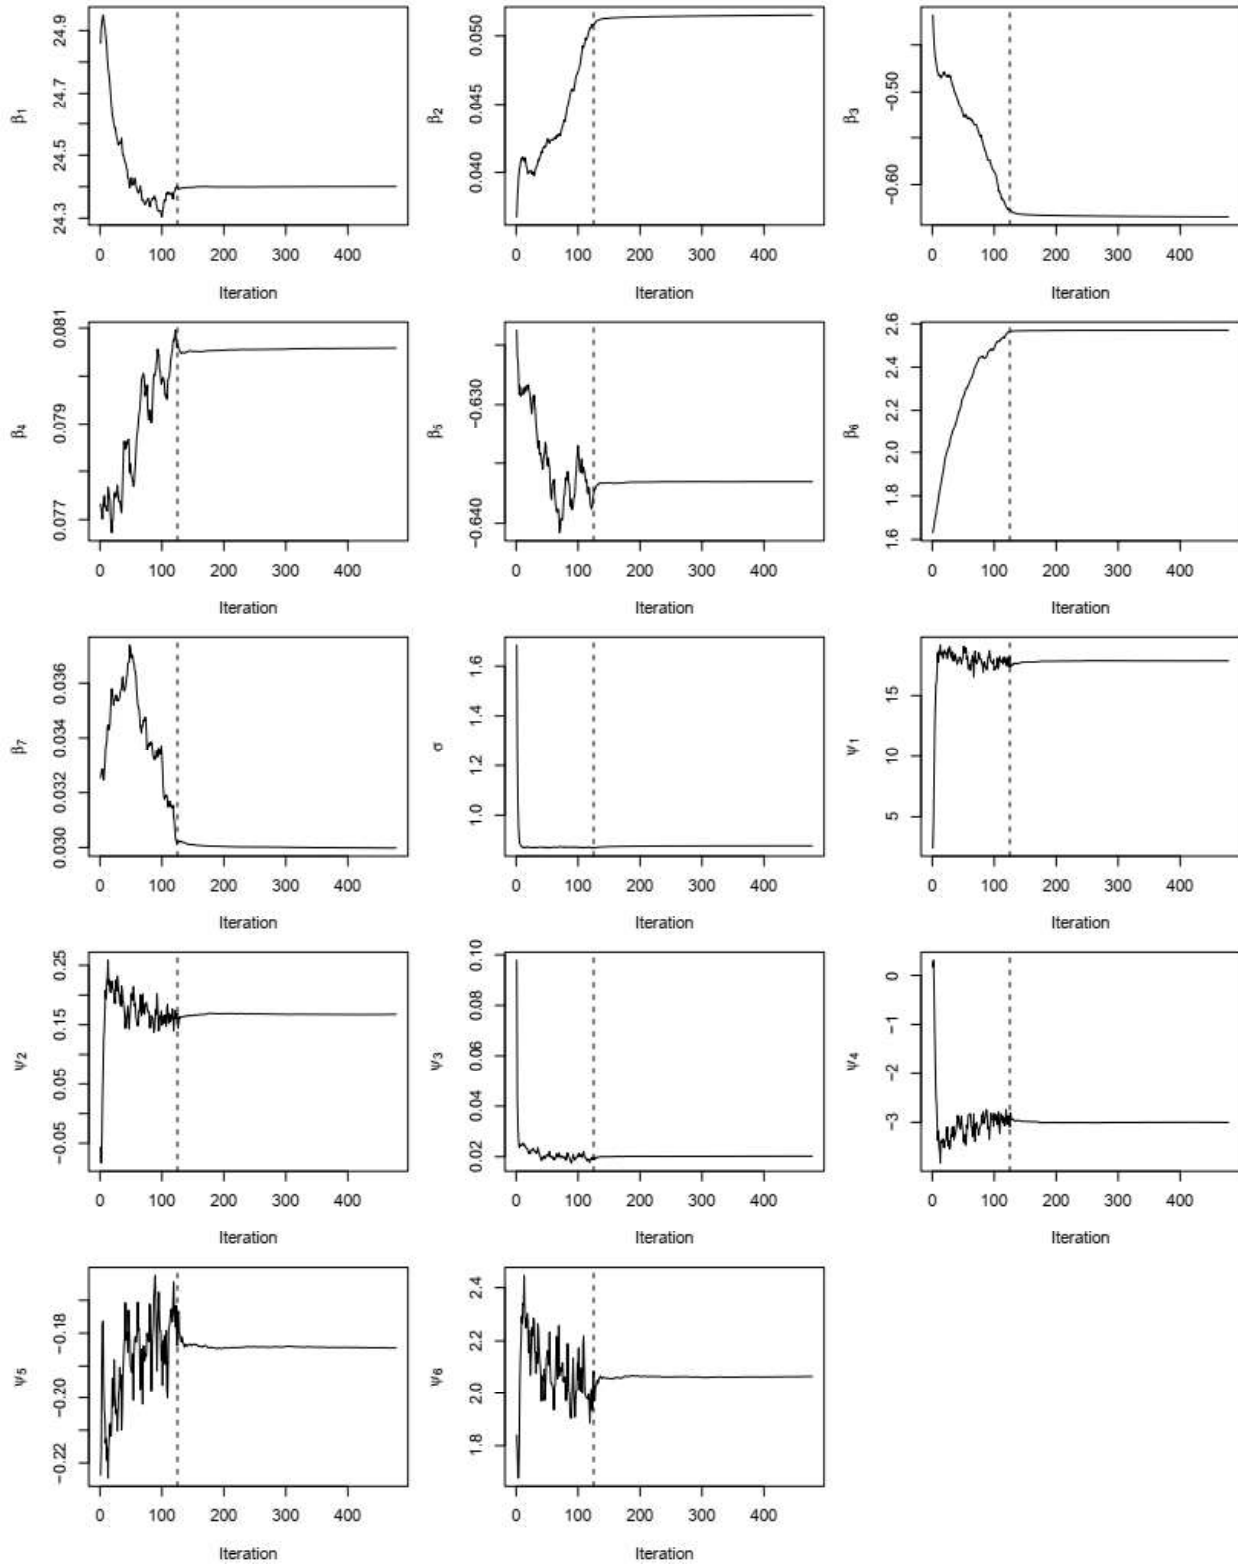 β1
24.9
24.7
24.5
24.3
0 100 200 300 400
Iteration
β2
0.050
0.045
0.040
0 100 200 300 400
Iteration
β3
−0.50
−0.60
0 100 200 300 400
Iteration
β4
0.081
0.079
0.077
0 100 200 300 400
Iteration
β5
−0.630
−0.640
0 100 200 300 400
Iteration
β6
2.6
2.4
2.2
2.0
1.8
1.6
0 100 200 300 400
Iteration
β7
0.036
0.034
0.032
0.030
0 100 200 300 400
Iteration
σ
1.6
1.4
1.2
1.0
0 100 200 300 400
Iteration
ψ1
15
10
5
0 100 200 300 400
Iteration
ψ2
0.25
0.15
0.05
−0.05
0 100 200 300 400
Iteration
ψ3
0.10
0.08
0.06
0.04
0.02
0 100 200 300 400
Iteration
ψ4
0
−1
−2
−3
0 100 200 300 400
Iteration
ψ5
−0.18
−0.20
−0.22
0 100 200 300 400
Iteration
ψ6
2.4
2.2
2.0
1.8
0 100 200 300 400
Iteration